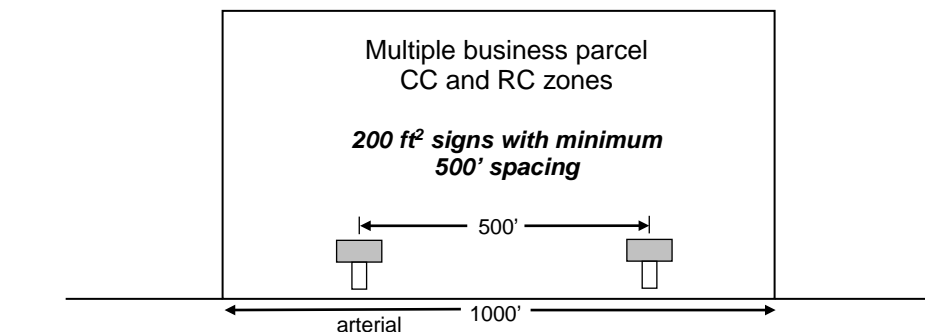 Multiple business parcel
CC and RC zones
200 ft² signs with minimum
500’ spacing
500’
1000’
arterial